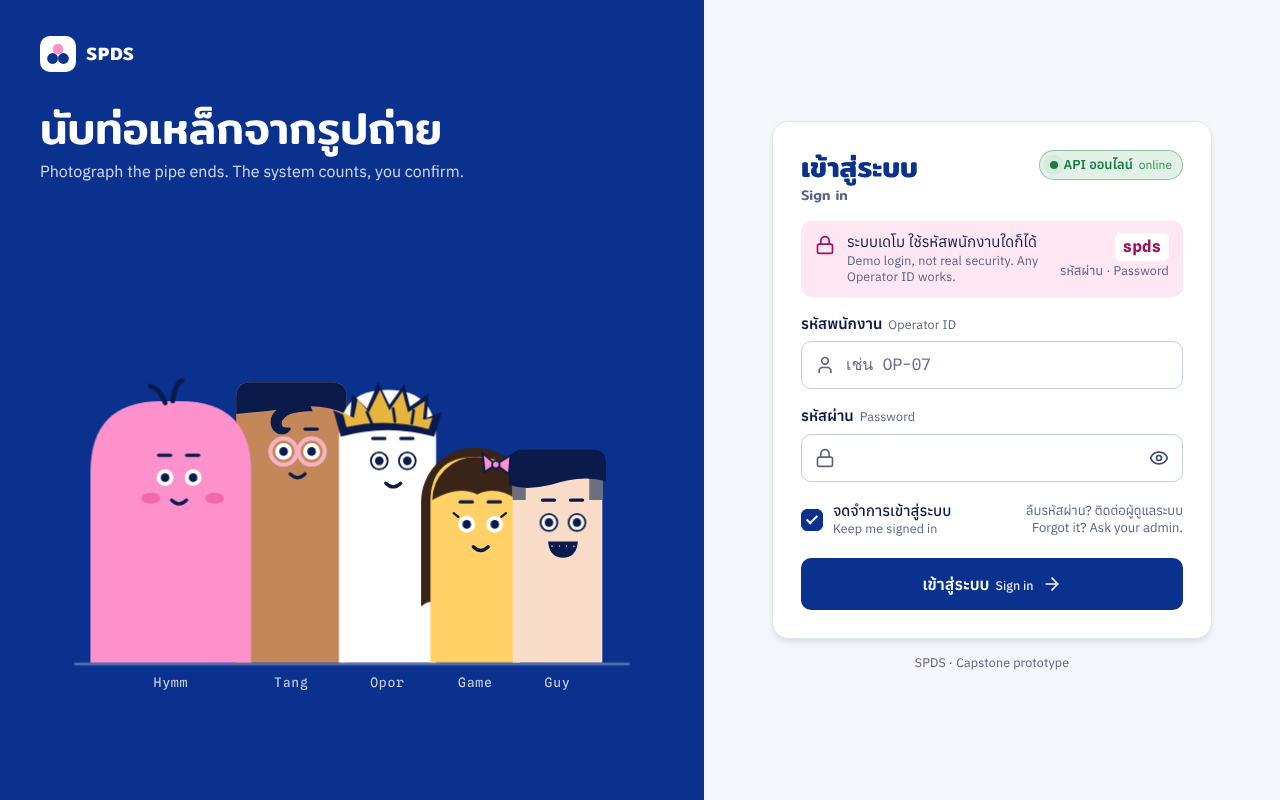 SPDS
นับท่อเหล็กจากรูปถ่าย
Photograph the pipe ends. The system counts, you confirm.
Hymm Tang Opor Game Guy
เข้าสู่ระบบ
Sign in
API ออนไลน์ online
ระบบเดโม ใช้รหัสพนักงานใดก็ได้
Demo login, not real security. Any
Operator ID works.
spds
รหัสผ่าน · Password
รหัสพนักงาน Operator ID
เช่น OP-07
รหัสผ่าน Password
จดจำการเข้าสู่ระบบ
Keep me signed in
ลืมรหัสผ่าน? ติดต่อผู้ดูแลระบบ
Forgot it? Ask your admin.
เข้าสู่ระบบ Sign in
SPDS · Capstone prototype